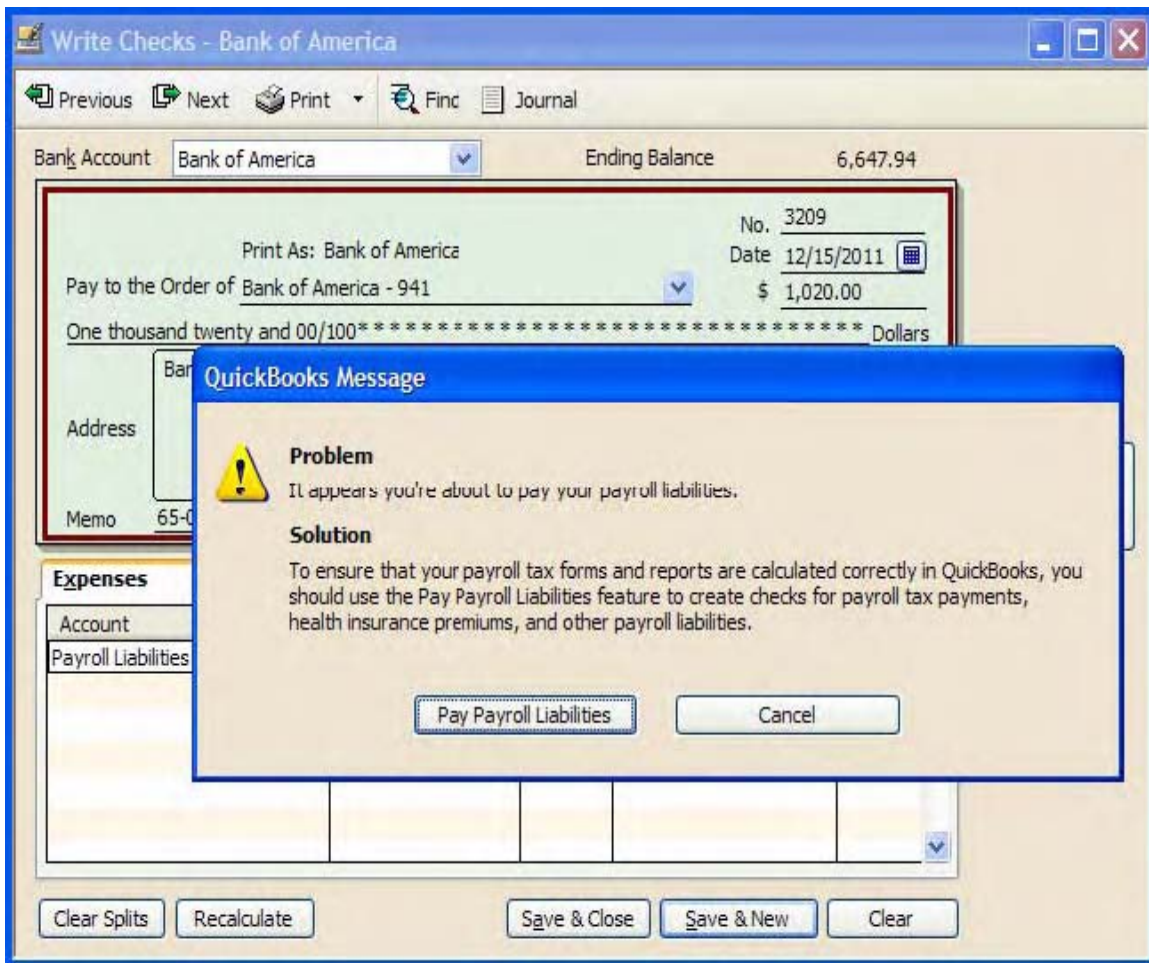 Write Checks - Bank of America
Previous Next Print Find Journal
Bank Account Bank of America Ending Balance 6,647.94
No. 3209
Print As: Bank of America Date 12/15/2011
Pay to the Order of Bank of America - 941 $ 1,020.00
One thousand twenty and 00/100* * * * * * * * * * * * * * * * * * * * * * * * * * * * * * * Dollars
QuickBooks Message
Address
Problem
It appears you're about to pay your payroll liabilities.
Memo
Solution
To ensure that your payroll tax forms and reports are calculated correctly in QuickBooks, you
should use the Pay Payroll Liabilities feature to create checks for payroll tax payments,
health insurance premiums, and other payroll liabilities.
Expenses
Account
Payroll Liabilities
Pay Payroll Liabilities Cancel
Clear Splits Recalculate Save & Close Save & New Clear